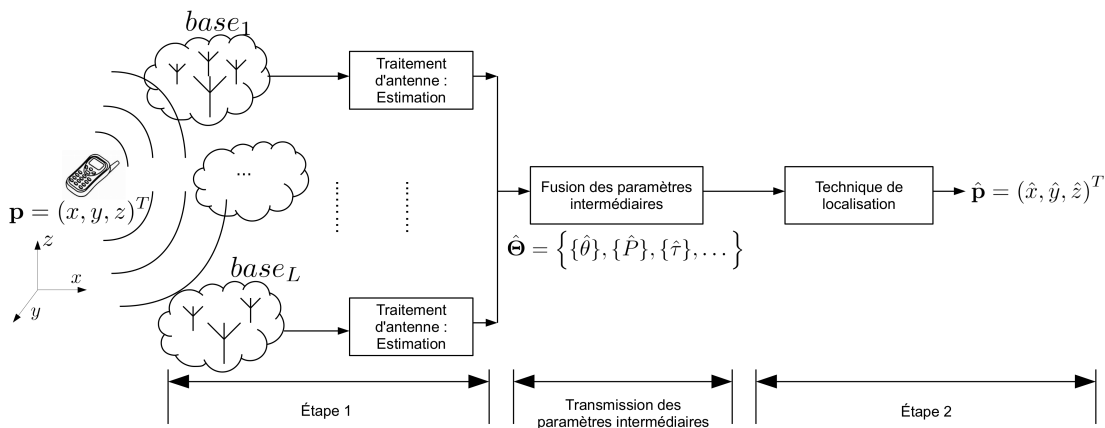 base₁
Traitement
d'antenne :
Estimation
...
p = (x, y, z)ᵀ
z
x
y
Fusion des paramètres
intermédiaires
Technique de
localisation
p̂ = (x̂, ŷ, ẑ)ᵀ
Θ̂ = {{θ̂}, {P̂}, {τ̂}, ...}
base_L
Traitement
d'antenne :
Estimation
Étape 1
Transmission des
paramètres intermédiaires
Étape 2